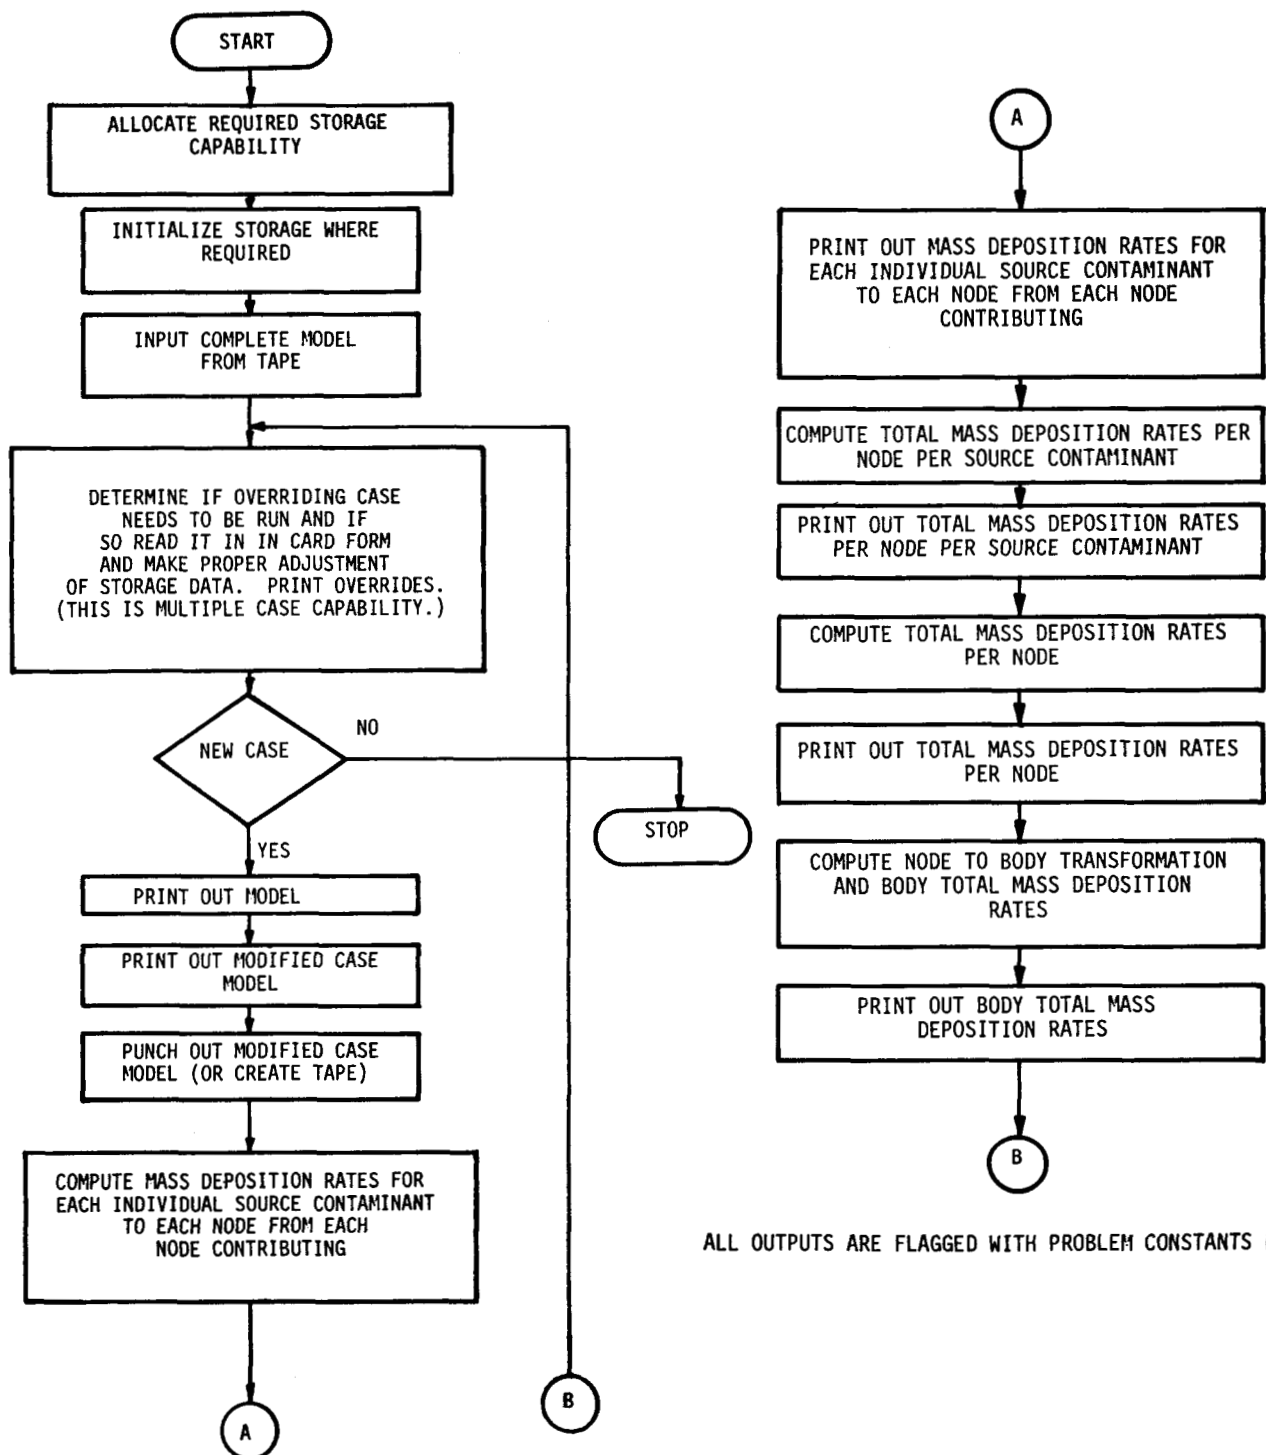 START
ALLOCATE REQUIRED STORAGE
CAPABILITY
INITIALIZE STORAGE WHERE
REQUIRED
INPUT COMPLETE MODEL
FROM TAPE
DETERMINE IF OVERRIDING CASE
NEEDS TO BE RUN AND IF
SO READ IT IN IN CARD FORM
AND MAKE PROPER ADJUSTMENT
OF STORAGE DATA. PRINT OVERRIDES.
(THIS IS MULTIPLE CASE CAPABILITY.)
NEW CASE
NO
STOP
YES
PRINT OUT MODEL
PRINT OUT MODIFIED CASE
MODEL
PUNCH OUT MODIFIED CASE
MODEL (OR CREATE TAPE)
COMPUTE MASS DEPOSITION RATES FOR
EACH INDIVIDUAL SOURCE CONTAMINANT
TO EACH NODE FROM EACH
NODE CONTRIBUTING
A
B
A
PRINT OUT MASS DEPOSITION RATES FOR
EACH INDIVIDUAL SOURCE CONTAMINANT
TO EACH NODE FROM EACH NODE
CONTRIBUTING
COMPUTE TOTAL MASS DEPOSITION RATES PER
NODE PER SOURCE CONTAMINANT
PRINT OUT TOTAL MASS DEPOSITION RATES
PER NODE PER SOURCE CONTAMINANT
COMPUTE TOTAL MASS DEPOSITION RATES
PER NODE
PRINT OUT TOTAL MASS DEPOSITION RATES
PER NODE
COMPUTE NODE TO BODY TRANSFORMATION
AND BODY TOTAL MASS DEPOSITION
RATES
PRINT OUT BODY TOTAL MASS
DEPOSITION RATES
B
ALL OUTPUTS ARE FLAGGED WITH PROBLEM CONSTANTS